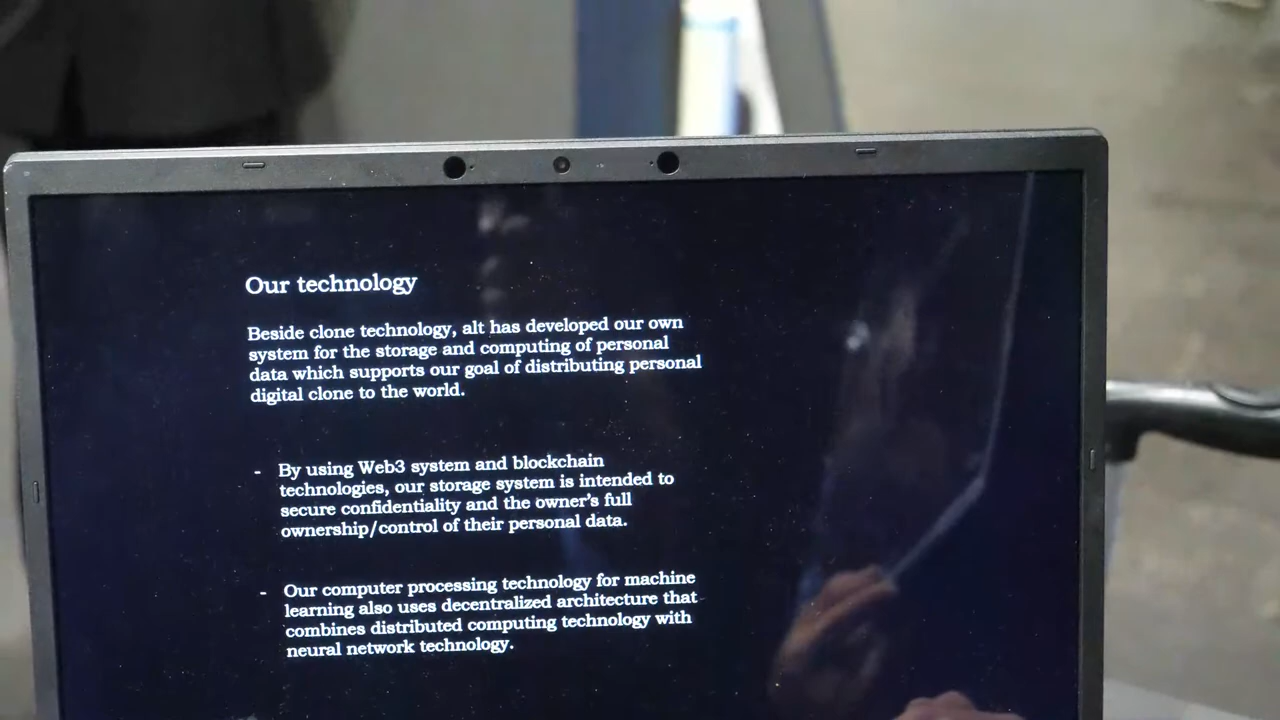 Our technology
Beside clone technology, alt has developed our own
system for the storage and computing of personal
data which supports our goal of distributing personal
digital clone to the world.
- By using Web3 system and blockchain
technologies, our storage system is intended to
secure confidentiality and the owner's full
ownership/control of their personal data.
- Our computer processing technology for machine
learning also uses decentralized architecture that
combines distributed computing technology with
neural network technology.